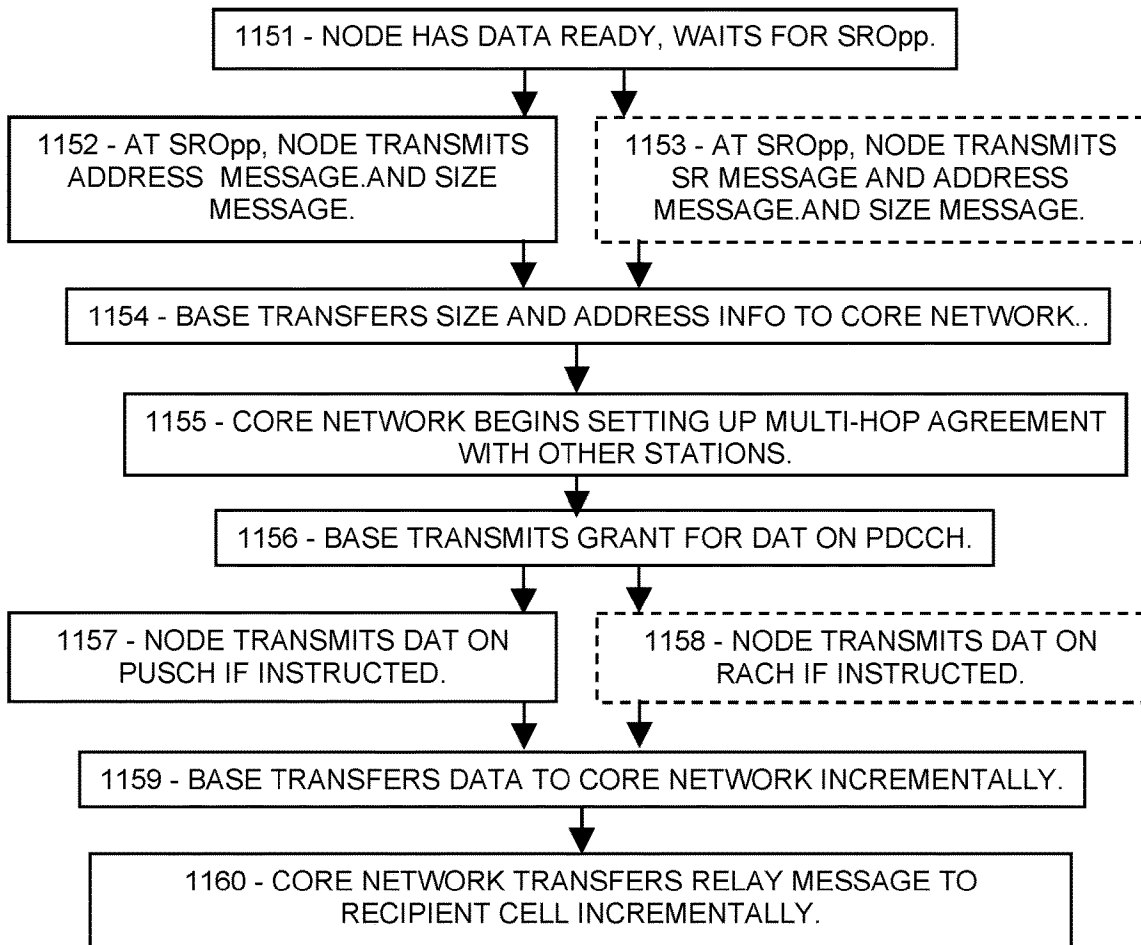 1151 - NODE HAS DATA READY, WAITS FOR SROpp.
1152 - AT SROpp, NODE TRANSMITS
ADDRESS MESSAGE.AND SIZE
MESSAGE.
1153 - AT SROpp, NODE TRANSMITS
SR MESSAGE AND ADDRESS
MESSAGE.AND SIZE MESSAGE.
1154 - BASE TRANSFERS SIZE AND ADDRESS INFO TO CORE NETWORK..
1155 - CORE NETWORK BEGINS SETTING UP MULTI-HOP AGREEMENT
WITH OTHER STATIONS.
1156 - BASE TRANSMITS GRANT FOR DAT ON PDCCH.
1157 - NODE TRANSMITS DAT ON
PUSCH IF INSTRUCTED.
1158 - NODE TRANSMITS DAT ON
RACH IF INSTRUCTED.
1159 - BASE TRANSFERS DATA TO CORE NETWORK INCREMENTALLY.
1160 - CORE NETWORK TRANSFERS RELAY MESSAGE TO
RECIPIENT CELL INCREMENTALLY.